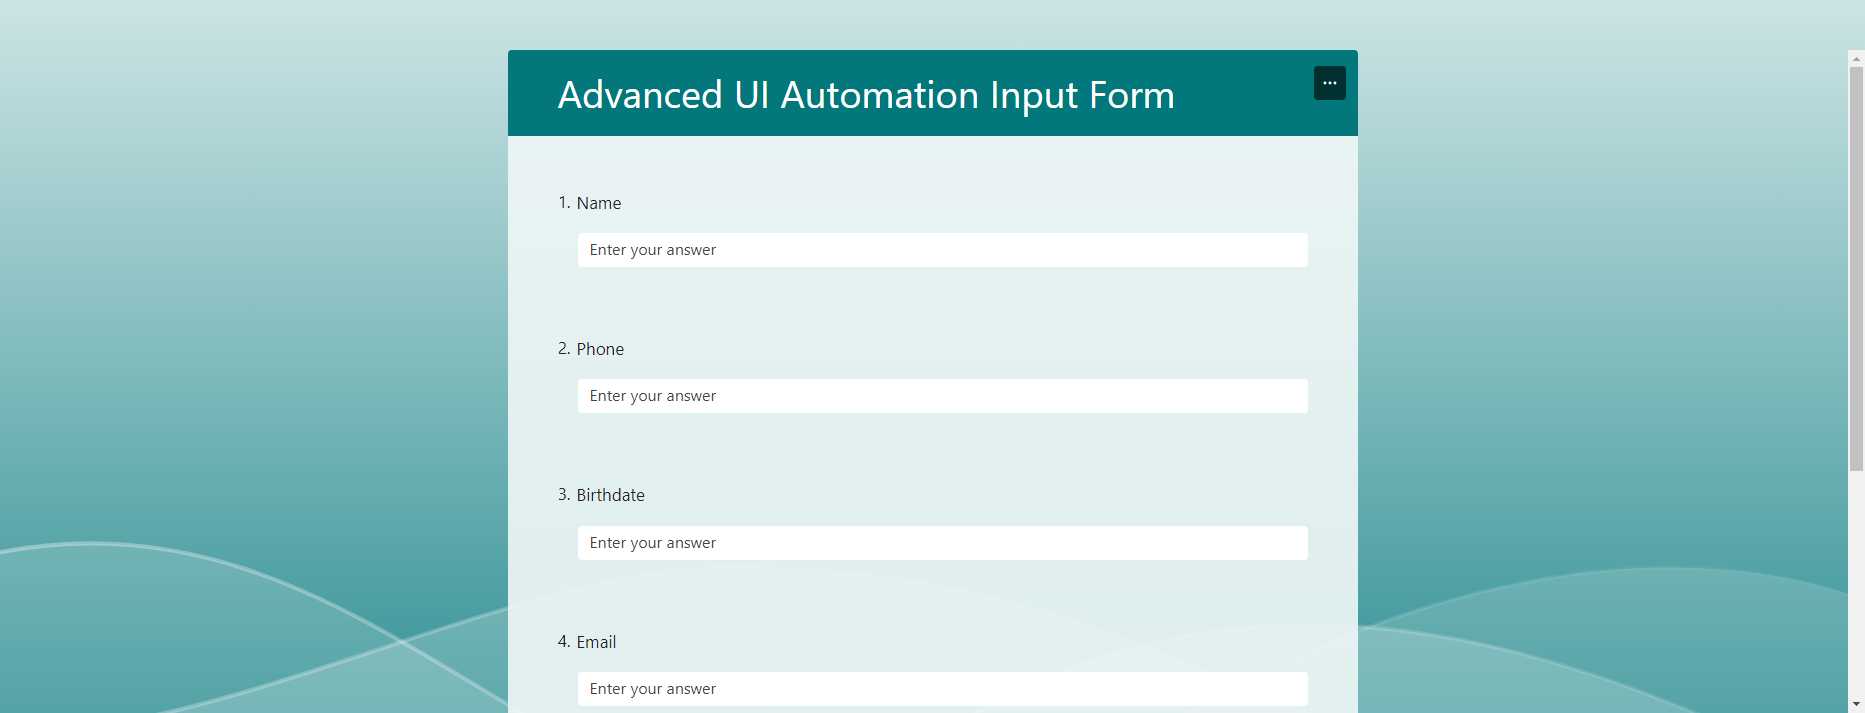 Advanced UI Automation Input Form
...
1. Name
Enter your answer
2. Phone
Enter your answer
3. Birthdate
Enter your answer
4. Email
Enter your answer